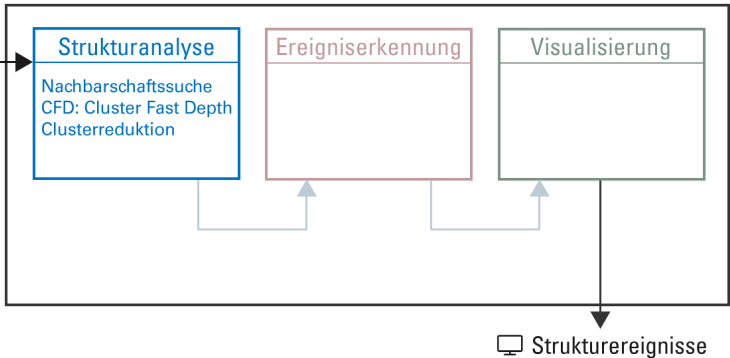 Strukturanalyse
Nachbarschaftssuche
CFD: Cluster Fast Depth
Clusterreduktion
Ereigniserkennung
Visualisierung
Strukturereignisse